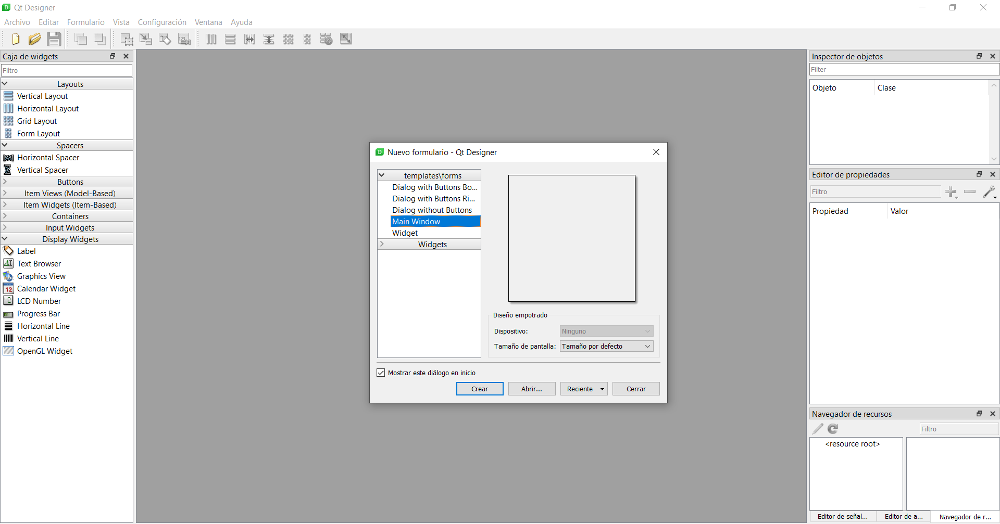 Qt Designer
Archivo Editar Formulario Vista Configuración Ventana Ayuda
Caja de widgets
Filtro
Layouts
Vertical Layout
Horizontal Layout
Grid Layout
Form Layout
Spacers
Horizontal Spacer
Vertical Spacer
Buttons
Item Views (Model-Based)
Item Widgets (Item-Based)
Containers
Input Widgets
Display Widgets
Label
Text Browser
Graphics View
Calendar Widget
LCD Number
Progress Bar
Horizontal Line
Vertical Line
OpenGL Widget
Nuevo formulario - Qt Designer
templates\forms
Dialog with Buttons Bo...
Dialog with Buttons Ri...
Dialog without Buttons
Main Window
Widget
Widgets
Diseño empotrado
Dispositivo: Ninguno
Tamaño de pantalla: Tamaño por defecto
Mostrar este diálogo en inicio
Crear Abrir... Reciente Cerrar
Inspector de objetos
Filter
Objeto Clase
Editor de propiedades
Filtro
Propiedad Valor
Navegador de recursos
Filtro
<resource root>
Editor de señal... Editor de a... Navegador de r...